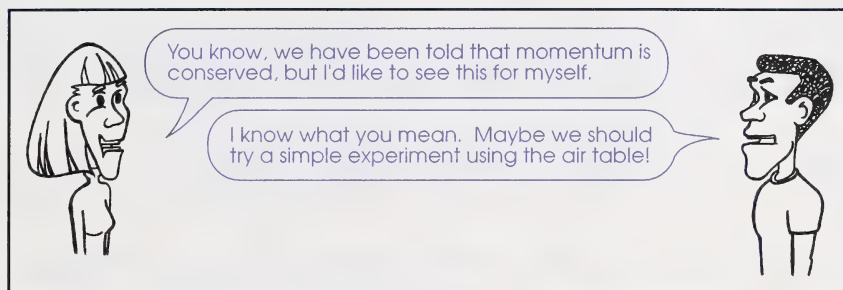 You know, we have been told that momentum is
conserved, but I'd like to see this for myself.
I know what you mean. Maybe we should
try a simple experiment using the air table!